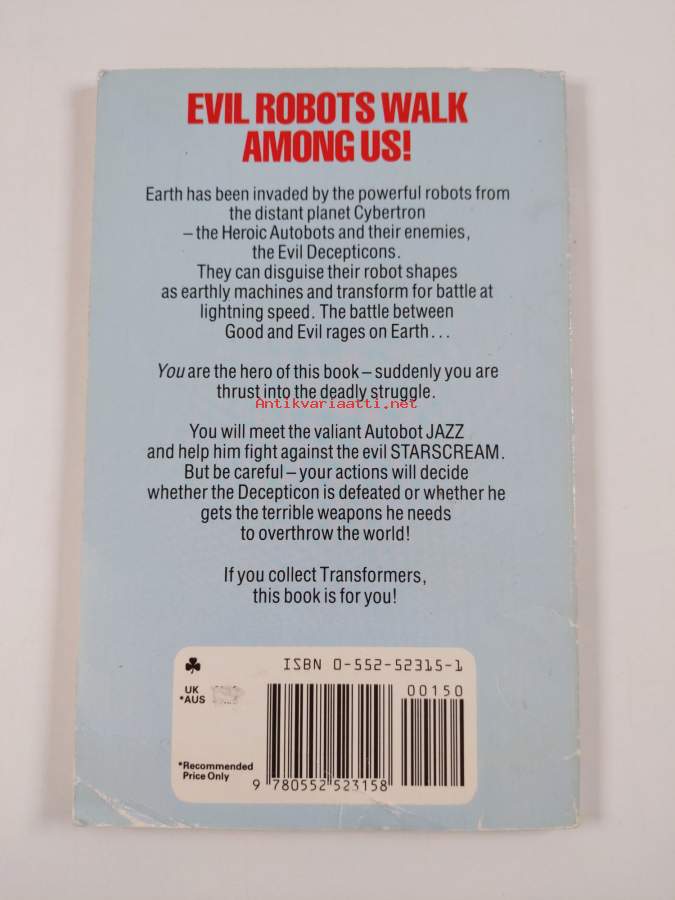 EVIL ROBOTS WALK
AMONG US!
Earth has been invaded by the powerful robots from
the distant planet Cybertron
– the Heroic Autobots and their enemies,
the Evil Decepticons.
They can disguise their robot shapes
as earthly machines and transform for battle at
lightning speed. The battle between
Good and Evil rages on Earth . . .
You are the hero of this book – suddenly you are
thrust into the deadly struggle.
Antikvariaatti.net
You will meet the valiant Autobot JAZZ
and help him fight against the evil STARSCREAM.
But be careful – your actions will decide
whether the Decepticon is defeated or whether he
gets the terrible weapons he needs
to overthrow the world!
If you collect Transformers,
this book is for you!
ISBN 0-552-52315-1
UK
*AUS
00150
*Recommended
Price Only
9 780552 523158